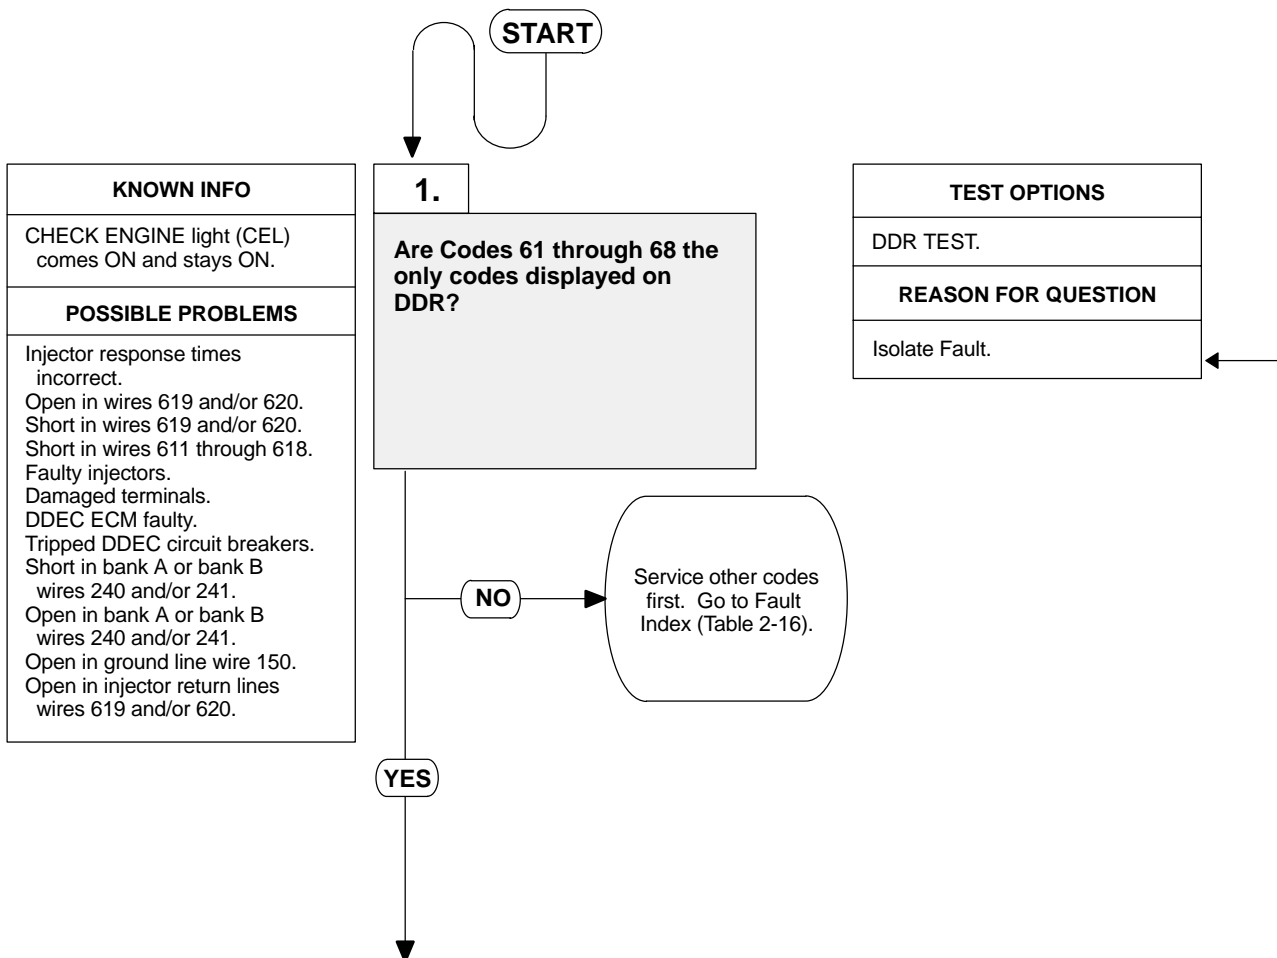 START
KNOWN INFO
CHECK ENGINE light (CEL)
comes ON and stays ON.
POSSIBLE PROBLEMS
Injector response times
incorrect.
Open in wires 619 and/or 620.
Short in wires 619 and/or 620.
Short in wires 611 through 618.
Faulty injectors.
Damaged terminals.
DDEC ECM faulty.
Tripped DDEC circuit breakers.
Short in bank A or bank B
wires 240 and/or 241.
Open in bank A or bank B
wires 240 and/or 241.
Open in ground line wire 150.
Open in injector return lines
wires 619 and/or 620.
1.
Are Codes 61 through 68 the
only codes displayed on
DDR?
NO
Service other codes
first. Go to Fault
Index (Table 2-16).
YES
TEST OPTIONS
DDR TEST.
REASON FOR QUESTION
Isolate Fault.